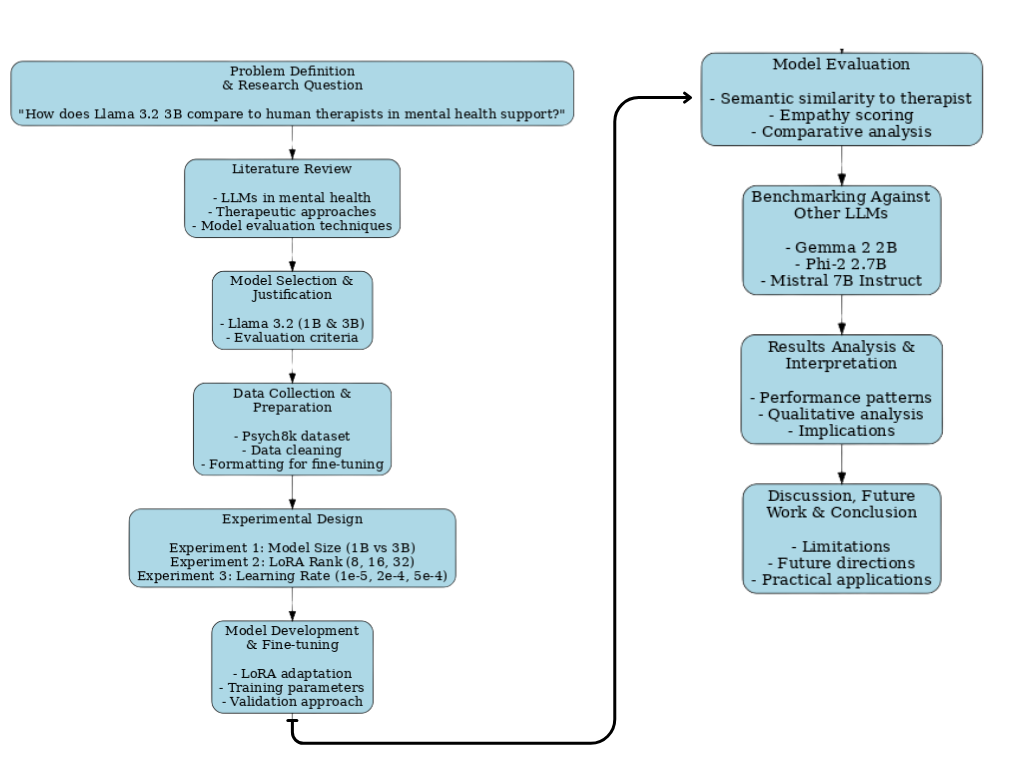 Problem Definition
& Research Question
"How does Llama 3.2 3B compare to human therapists in mental health support?"
Literature Review
- LLMs in mental health
- Therapeutic approaches
- Model evaluation techniques
Model Selection &
Justification
- Llama 3.2 (1B & 3B)
- Evaluation criteria
Data Collection &
Preparation
- Psych8k dataset
- Data cleaning
- Formatting for fine-tuning
Experimental Design
Experiment 1: Model Size (1B vs 3B)
Experiment 2: LoRA Rank (8, 16, 32)
Experiment 3: Learning Rate (1e-5, 2e-4, 5e-4)
Model Development
& Fine-tuning
- LoRA adaptation
- Training parameters
- Validation approach
Model Evaluation
- Semantic similarity to therapist
- Empathy scoring
- Comparative analysis
Benchmarking Against
Other LLMs
- Gemma 2 2B
- Phi-2 2.7B
- Mistral 7B Instruct
Results Analysis &
Interpretation
- Performance patterns
- Qualitative analysis
- Implications
Discussion, Future
Work & Conclusion
- Limitations
- Future directions
- Practical applications